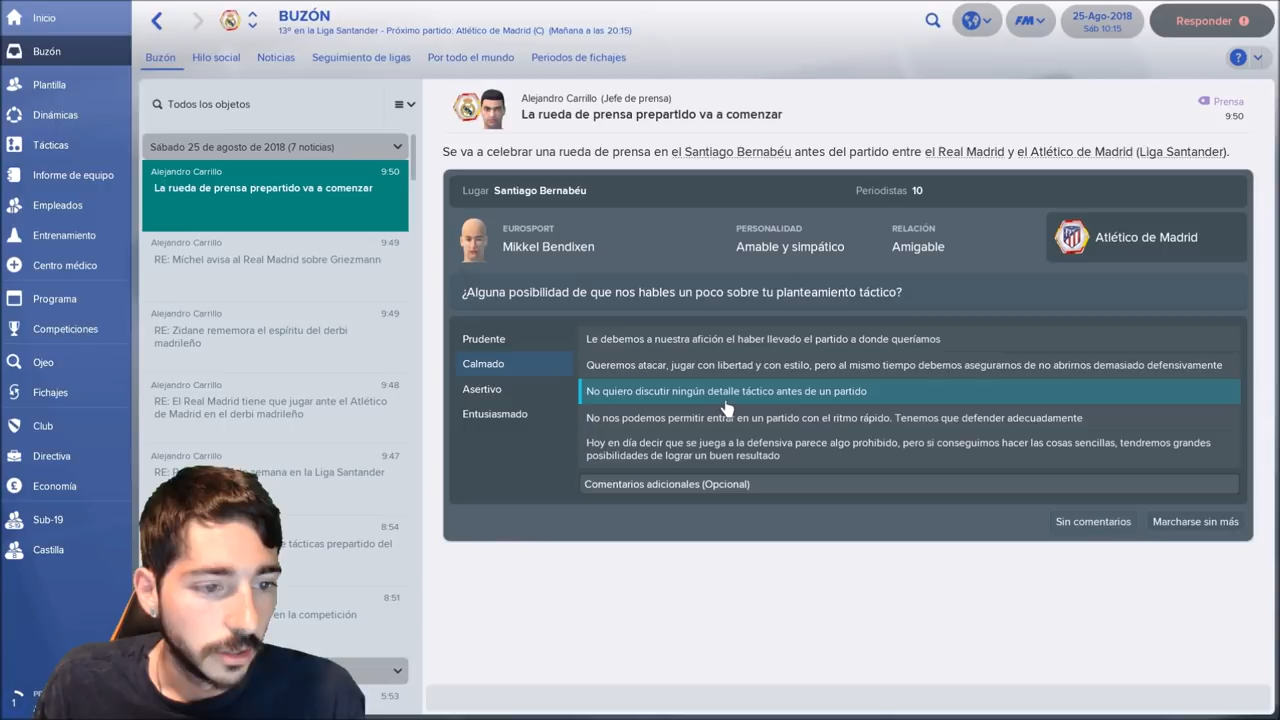 Inicio
BUZÓN
13º en la Liga Santander - Próximo partido: Atlético de Madrid (C) (Mañana a las 20:15)
FM
25-Ago-2018
Sáb 10:15
Responder
Buzón
Plantilla
Dinámicas
Tácticas
Informe de equipo
Empleados
Entrenamiento
Centro médico
Programa
Competiciones
Ojeo
Fichajes
Club
Directiva
Economía
Sub-19
Castilla
1
Buzón
Hilo social
Noticias
Seguimiento de ligas
Por todo el mundo
Periodos de fichajes
?
Todos los objetos
Sábado 25 de agosto de 2018 (7 noticias)
Alejandro Carrillo 9:50
La rueda de prensa prepartido va a comenzar
Alejandro Carrillo 9:49
RE: Míchel avisa al Real Madrid sobre Griezmann
Alejandro Carrillo 9:49
RE: Zidane rememora el espíritu del derbi
madrileño
Alejandro Carrillo 9:48
RE: El Real Madrid tiene que jugar ante el Atlético
de Madrid en el derbi madrileño
Alejandro Carrillo 9:47
semana en la Liga Santander
8:54
tácticas prepartido del
8:51
en la competición
5:53
Alejandro Carrillo (Jefe de prensa)
La rueda de prensa prepartido va a comenzar
Prensa
9:50
Se va a celebrar una rueda de prensa en el Santiago Bernabéu antes del partido entre el Real Madrid y el Atlético de Madrid (Liga Santander).
Lugar Santiago Bernabéu
Periodistas 10
EUROSPORT
Mikkel Bendixen
PERSONALIDAD
Amable y simpático
RELACIÓN
Amigable
Atlético de Madrid
¿Alguna posibilidad de que nos hables un poco sobre tu planteamiento táctico?
Prudente
Calmado
Asertivo
Entusiasmado
Le debemos a nuestra afición el haber llevado el partido a donde queríamos
Queremos atacar, jugar con libertad y con estilo, pero al mismo tiempo debemos asegurarnos de no abrirnos demasiado defensivamente
No quiero discutir ningún detalle táctico antes de un partido
No nos podemos permitir entrar en un partido con el ritmo rápido. Tenemos que defender adecuadamente
Hoy en día decir que se juega a la defensiva parece algo prohibido, pero si conseguimos hacer las cosas sencillas, tendremos grandes
posibilidades de lograr un buen resultado
Comentarios adicionales (Opcional)
Sin comentarios
Marcharse sin más